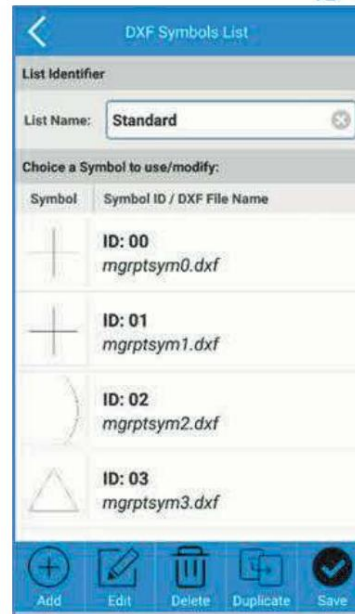 DXF Symbols List
List Identifier
List Name: Standard
Choice a Symbol to use/modify:
Symbol Symbol ID / DXF File Name
ID: 00
mgrptsym0.dxf
ID: 01
mgrptsym1.dxf
ID: 02
mgrptsym2.dxf
ID: 03
mgrptsym3.dxf
Add Edit Delete Duplicate Save